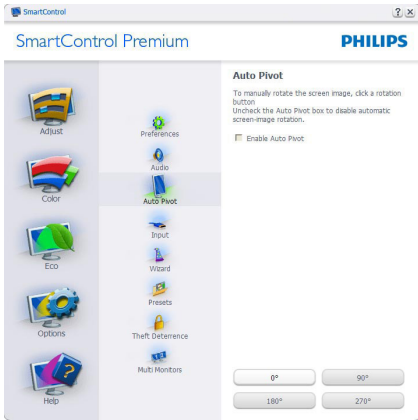 SmartControl
SmartControl Premium
PHILIPS
Adjust
Color
Eco
Options
Help
Preferences
Audio
Auto Pivot
Input
Wizard
Presets
Theft Deterrence
Multi Monitors
Auto Pivot
To manually rotate the screen image, click a rotation
button
Uncheck the Auto Pivot box to disable automatic
screen-image rotation.
Enable Auto Pivot
0°
90°
180°
270°